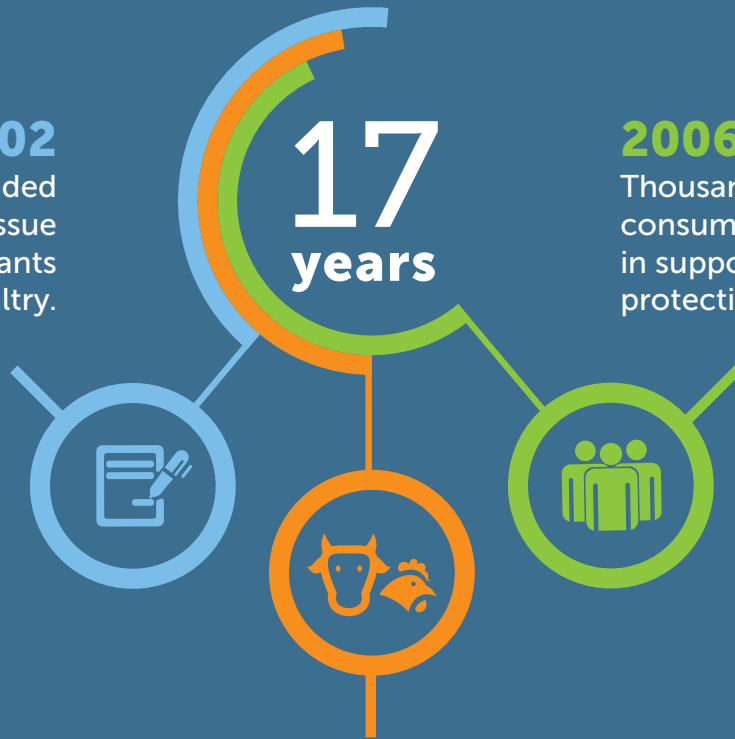 02
ded
ssue
ants
ltry.
17
years
2006
Thousar
consum
in suppo
protecti